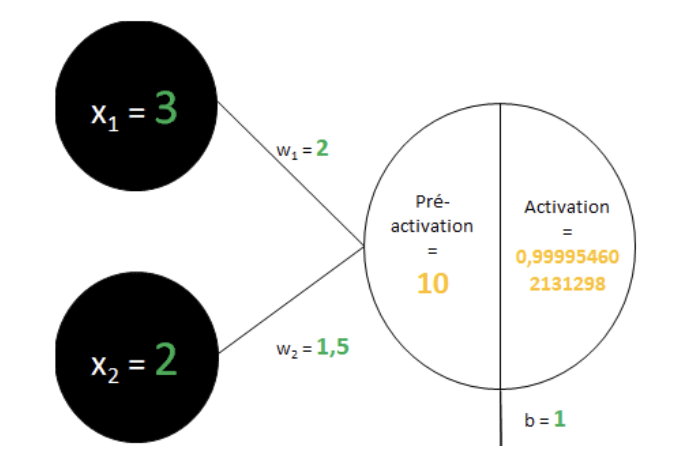 x1 = 3
w1 = 2
Pré-
activation
=
10
Activation
=
0,99995460
2131298
x2 = 2
w2 = 1,5
b = 1